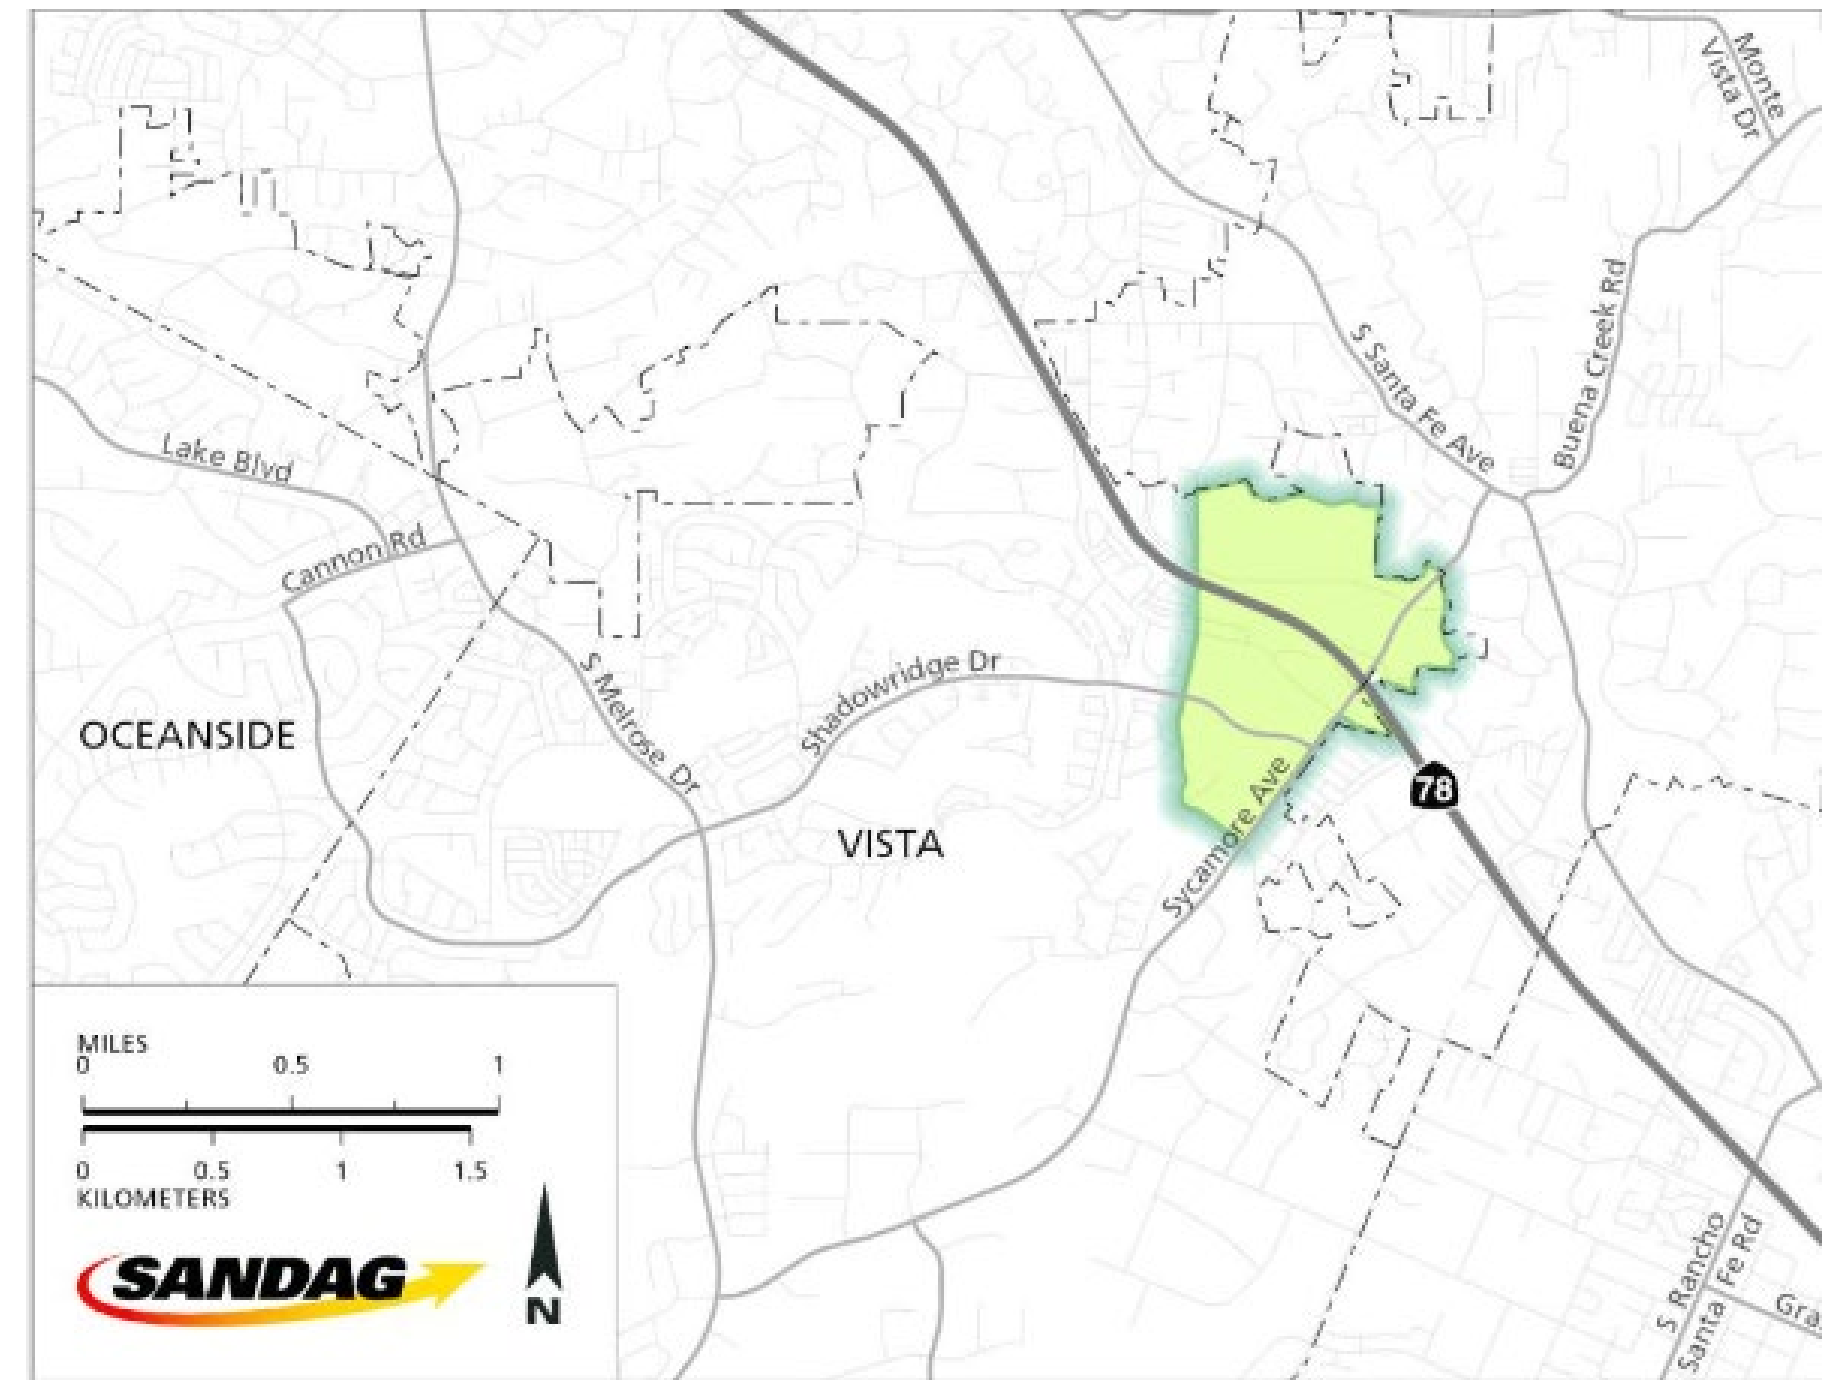 Monte
Vista Dr
Buena Creek Rd
S Santa Fe Ave
Lake Blvd
Cannon Rd
S Melrose Dr
Shadowridge Dr
OCEANSIDE
VISTA
78
Sycamore Ave
MILES
0 0.5 1
0 0.5 1 1.5
KILOMETERS
SANDAG
N
S Rancho
Santa Fe Rd
Gra